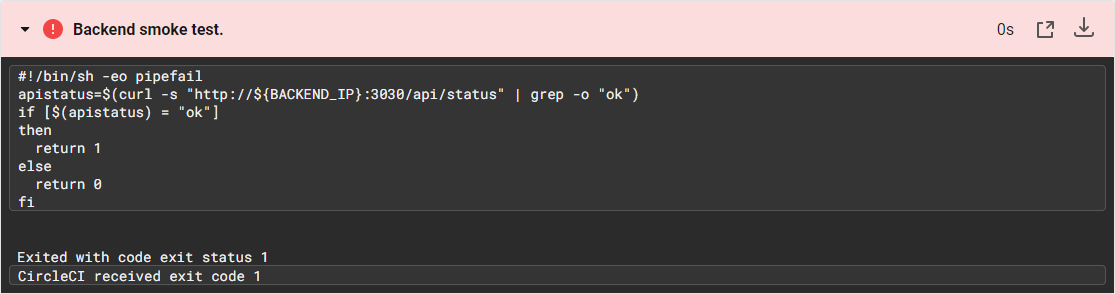 Backend smoke test.
0s
#!/bin/sh -eo pipefail
apistatus=$(curl -s "http://${BACKEND_IP}:3030/api/status" | grep -o "ok")
if [$(apistatus) = "ok"]
then
  return 1
else
  return 0
fi
Exited with code exit status 1
CircleCI received exit code 1